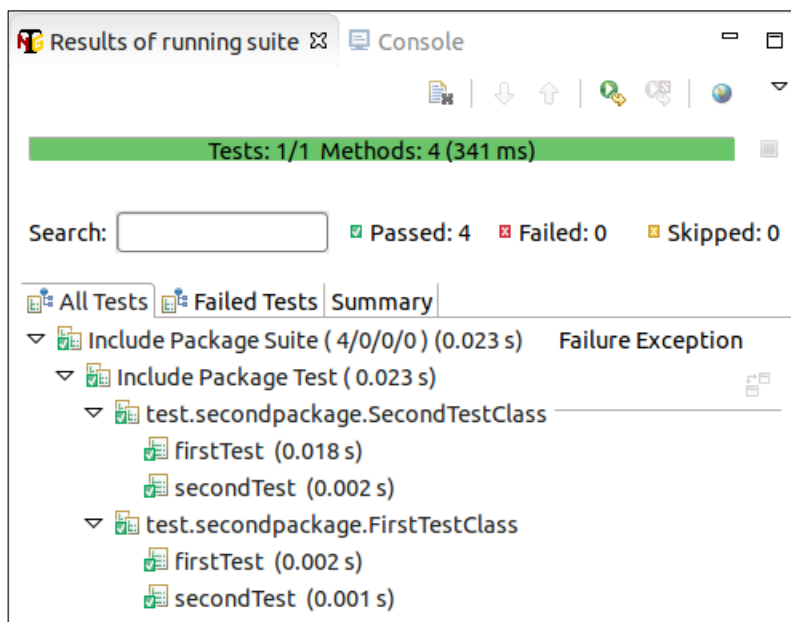 Results of running suite Console
Tests: 1/1 Methods: 4 (341 ms)
Search: Passed: 4 Failed: 0 Skipped: 0
All Tests Failed Tests Summary
Include Package Suite ( 4/0/0/0 ) (0.023 s) Failure Exception
Include Package Test ( 0.023 s)
test.secondpackage.SecondTestClass
firstTest (0.018 s)
secondTest (0.002 s)
test.secondpackage.FirstTestClass
firstTest (0.002 s)
secondTest (0.001 s)